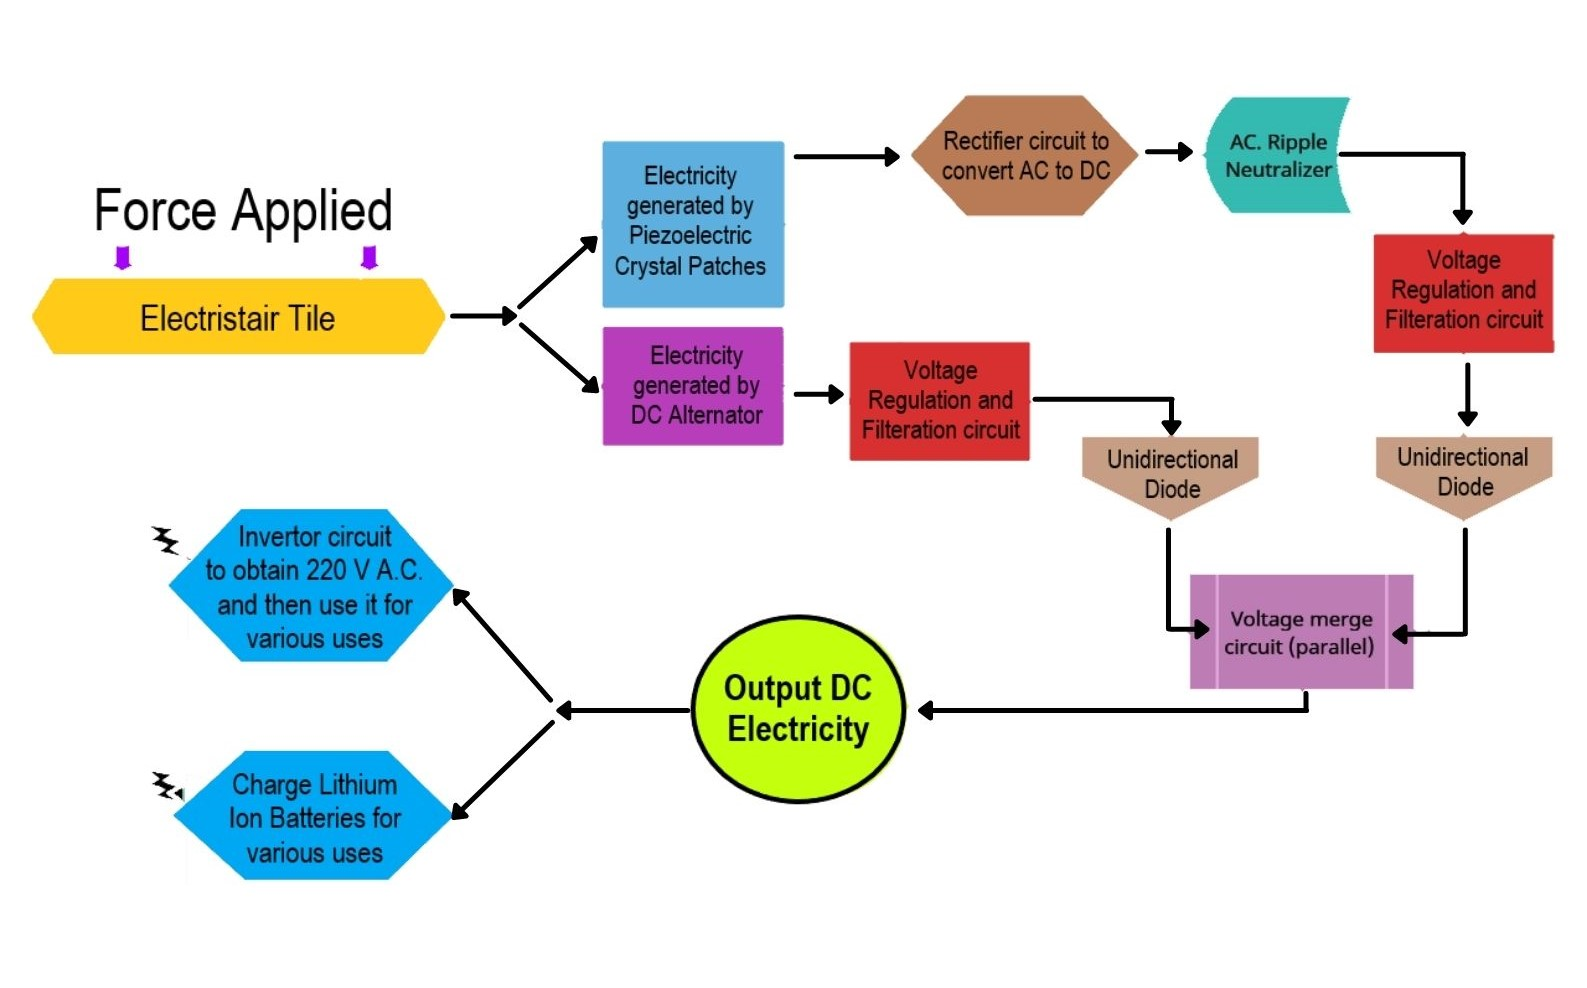 Force Applied
Electristair Tile
Electricity
generated by
Piezoelectric
Crystal Patches
Rectifier circuit to
convert AC to DC
AC. Ripple
Neutralizer
Voltage
Regulation and
Filteration circuit
Unidirectional
Diode
Electricity
generated by
DC Alternator
Voltage
Regulation and
Filteration circuit
Unidirectional
Diode
Voltage merge
circuit (parallel)
Output DC
Electricity
Invertor circuit
to obtain 220 V A.C.
and then use it for
various uses
Charge Lithium
Ion Batteries for
various uses